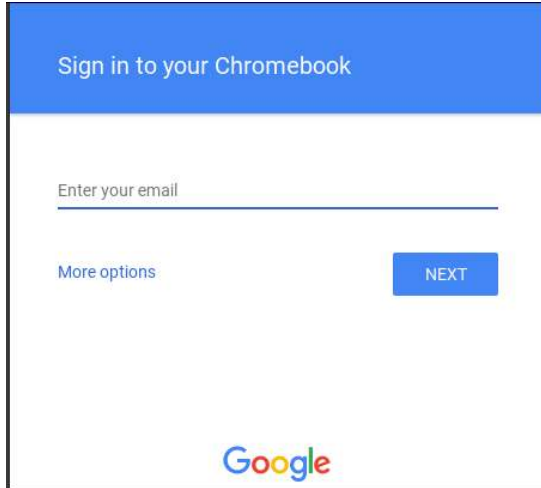 Sign in to your Chromebook
Enter your email
More options
NEXT
Google